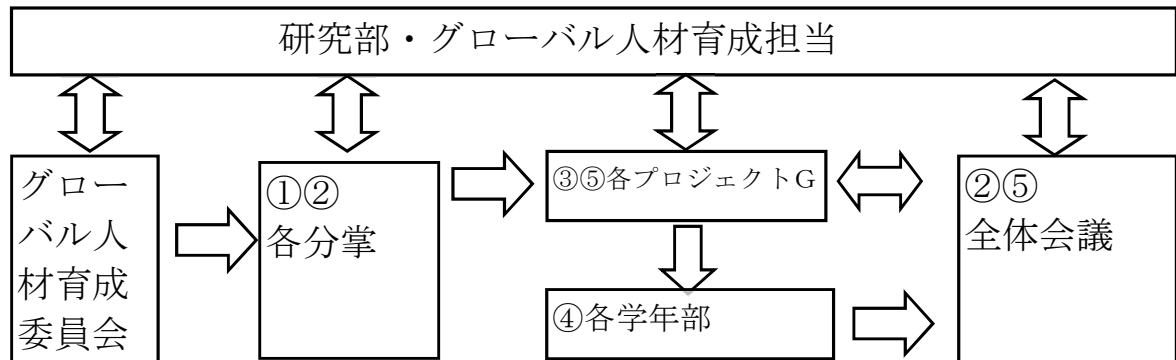 研究部・グローバル人材育成担当
グロー
バル人
材育成
委員会
①②
各分掌
③⑤各プロジェクトG
④各学年部
②⑤
全体会議